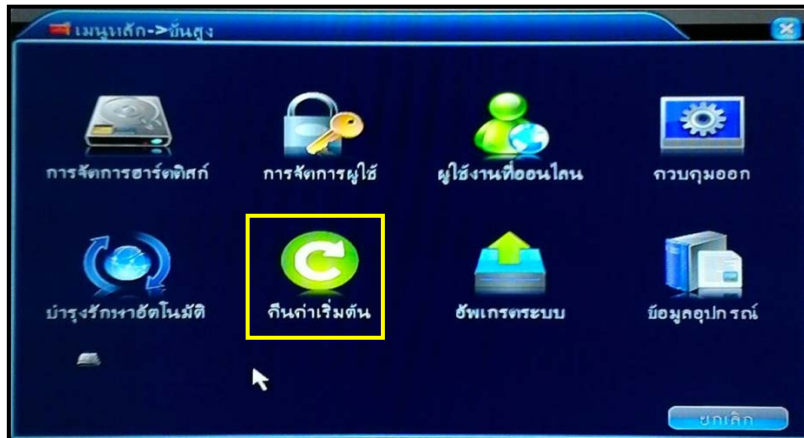 เมนูหลัก->ขั้นสูง
การจัดการฮาร์ดดิสก์
การจัดการผู้ใช้
ผู้ใช้งานที่ออนไลน
ควบคุมออก
บำรุงรักษาอัตโนมัติ
คืนค่าเริ่มต้น
อัพเกรดระบบ
ข้อมูลอุปกรณ์
ยกเลิก